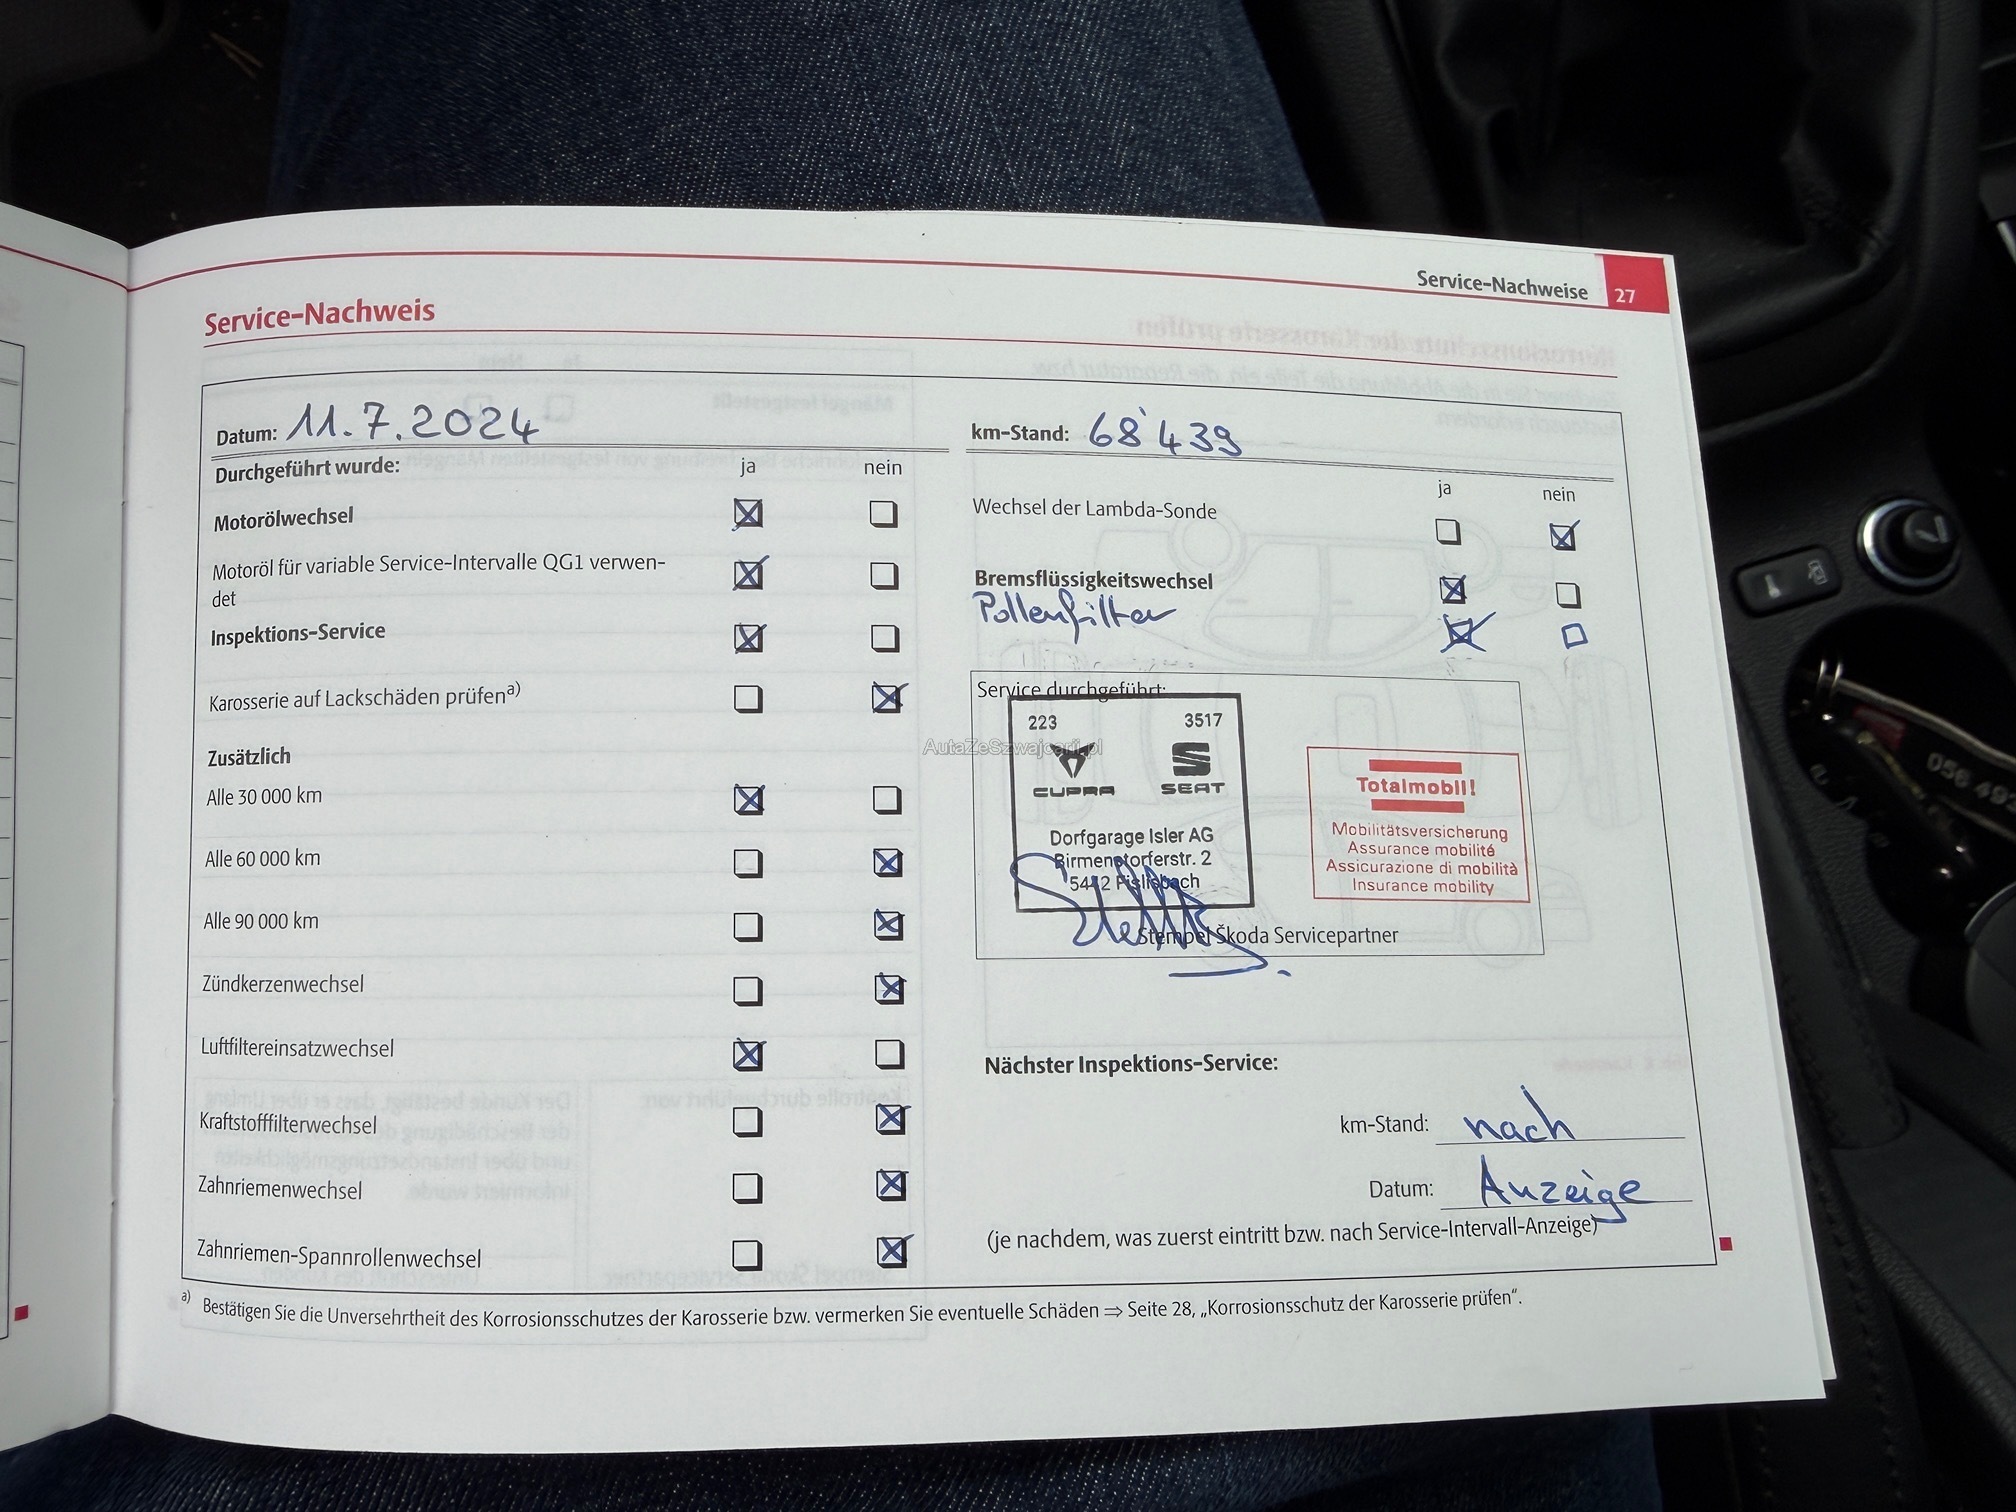 Service-Nachweise 27
Service-Nachweis
Datum: 11.7.2024
Durchgeführt wurde: ja nein
Motorölwechsel
Motoröl für variable Service-Intervalle QG1 verwen-
det
Inspektions-Service
Karosserie auf Lackschäden prüfen a)
Zusätzlich
Alle 30 000 km
Alle 60 000 km
Alle 90 000 km
Zündkerzenwechsel
Luftfiltereinsatzwechsel
Kraftstofffilterwechsel
Zahnriemenwechsel
Zahnriemen-Spannrollenwechsel
km-Stand: 68'439
ja nein
Wechsel der Lambda-Sonde
Bremsflüssigkeitswechsel
Pollenfilter
Service durchgeführt:
223 3517
AutaZeSzwajcarii.pl
CUPRA SEAT
Dorfgarage Isler AG
Birmenstorferstr. 2
5442 Fislisbach
Totalmobil!
Mobilitätsversicherung
Assurance mobilité
Assicurazione di mobilità
Insurance mobility
Stempel Škoda Servicepartner
Nächster Inspektions-Service:
km-Stand: nach
Datum: Anzeige
(je nachdem, was zuerst eintritt bzw. nach Service-Intervall-Anzeige)
a) Bestätigen Sie die Unversehrtheit des Korrosionsschutzes der Karosserie bzw. vermerken Sie eventuelle Schäden ⇒ Seite 28, „Korrosionsschutz der Karosserie prüfen“.